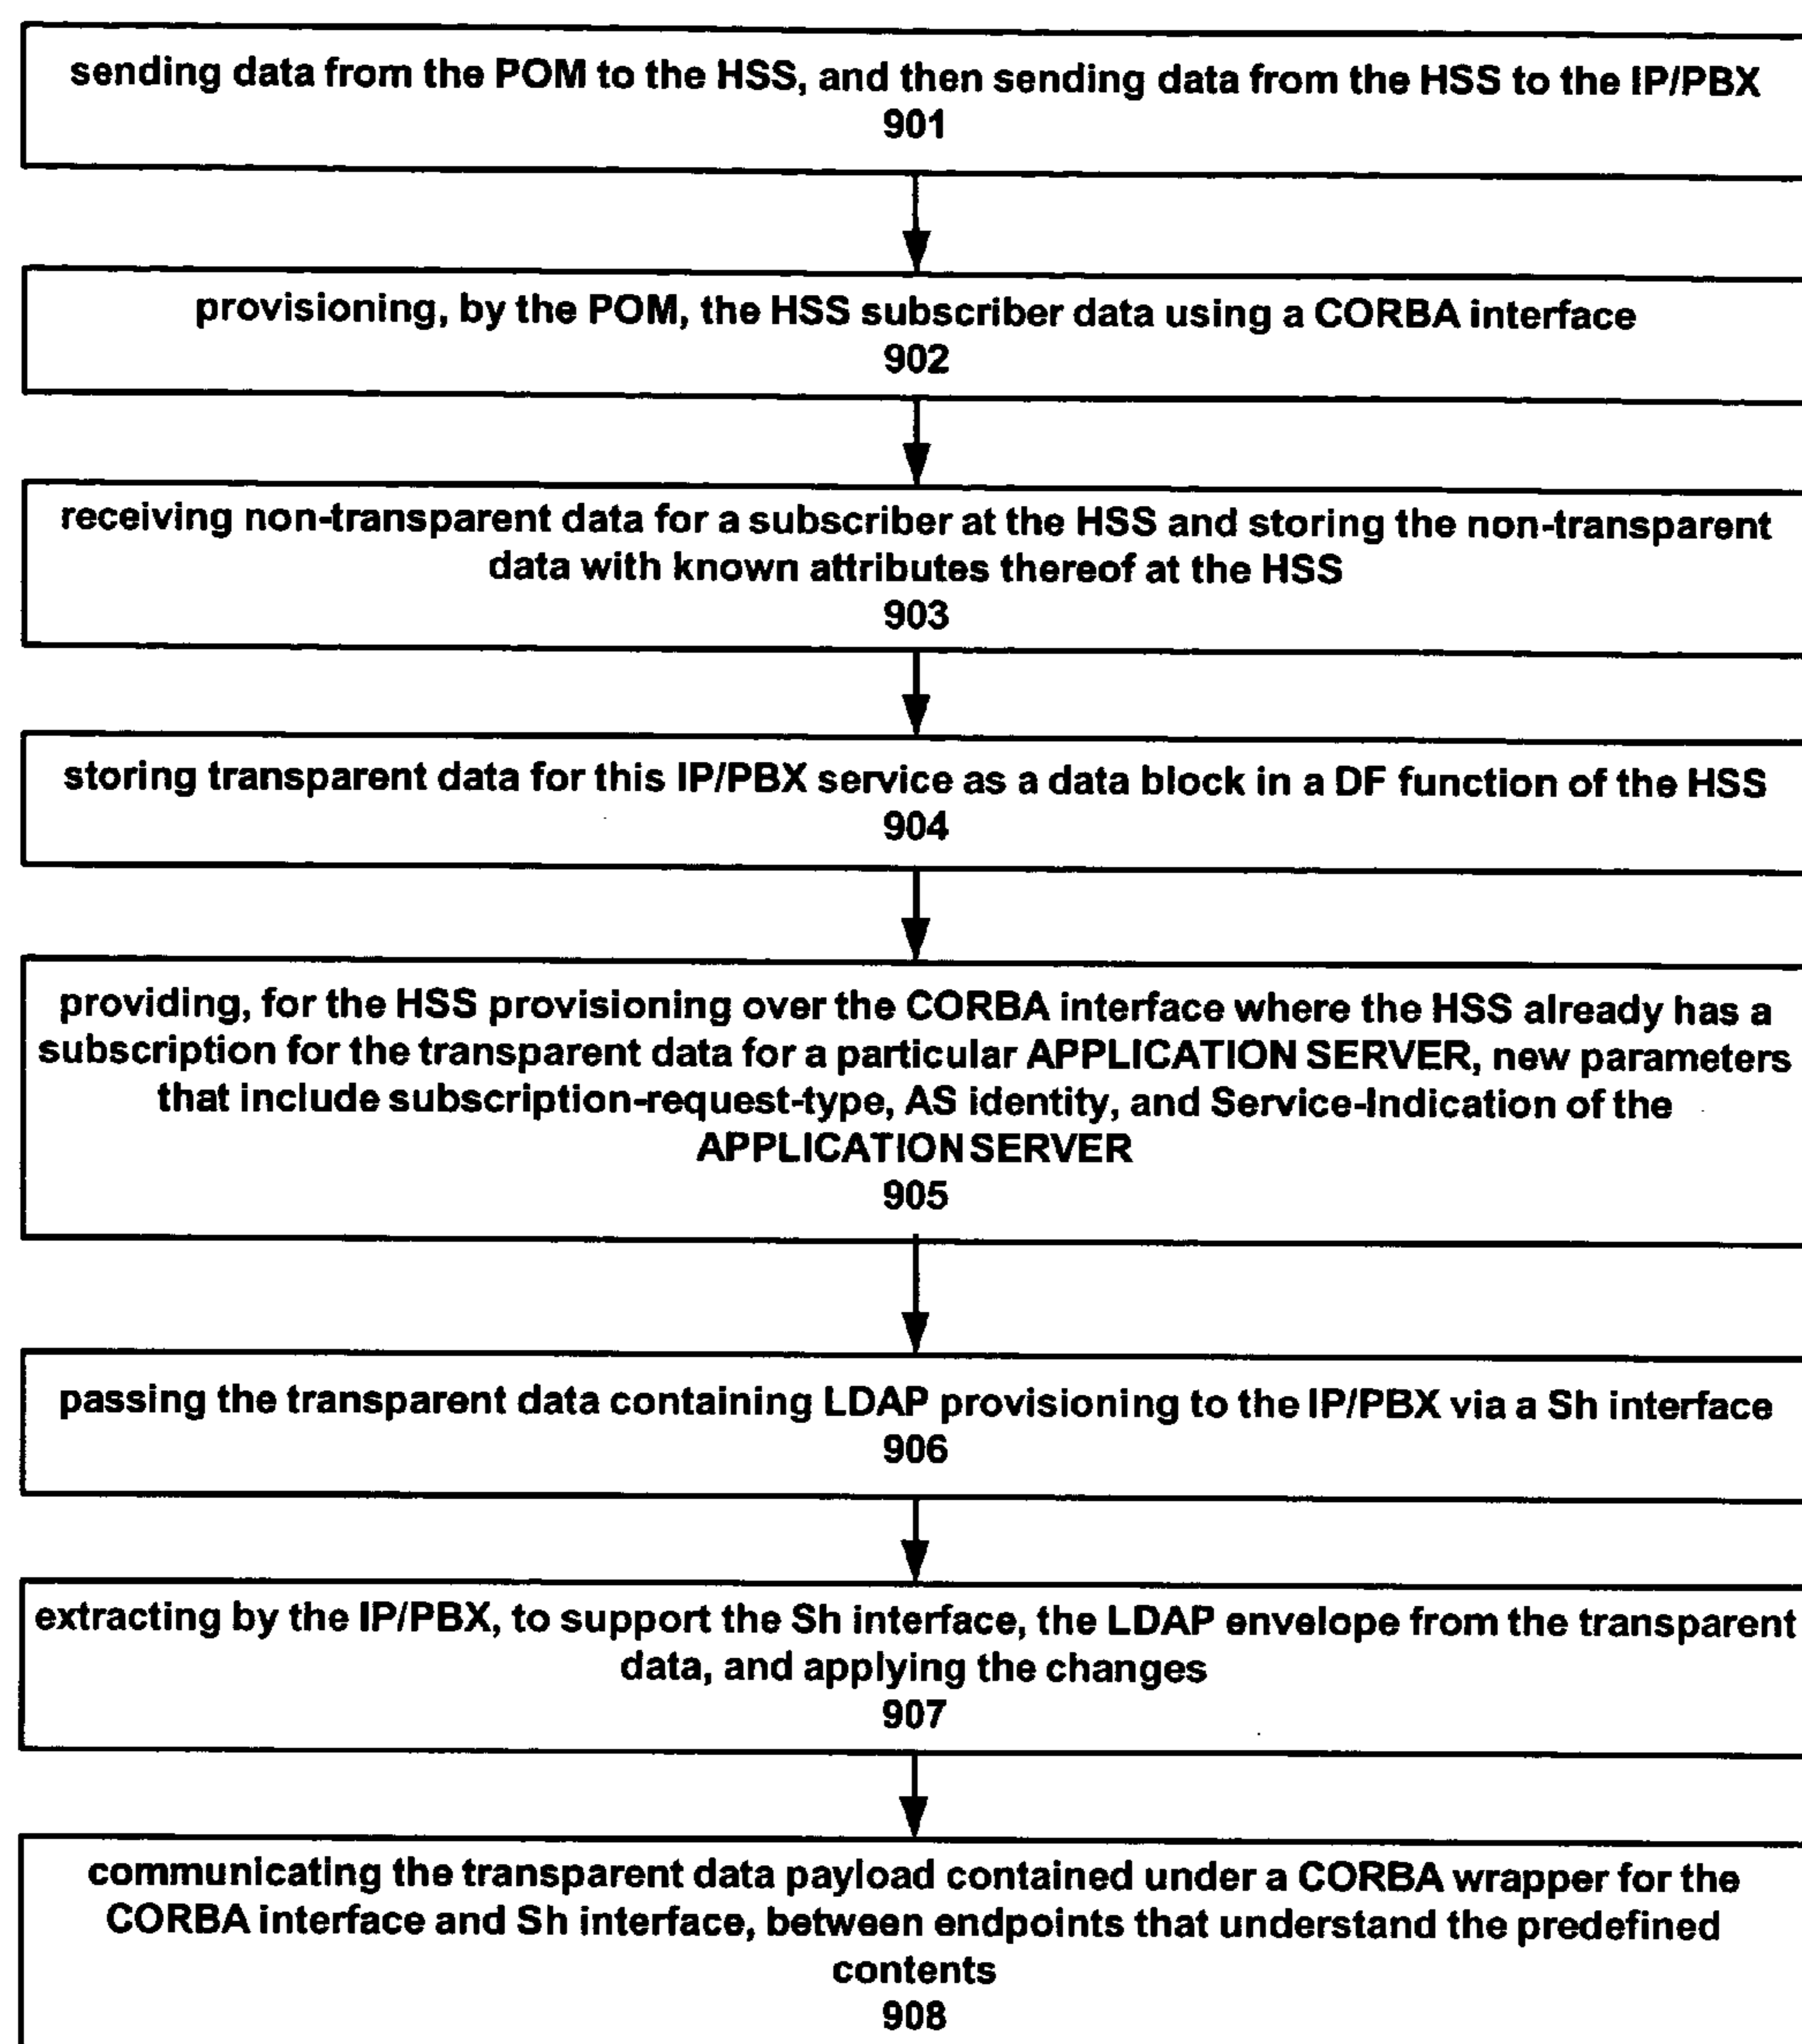 sending data from the POM to the HSS, and then sending data from the HSS to the IP/PBX
901
provisioning, by the POM, the HSS subscriber data using a CORBA interface
902
receiving non-transparent data for a subscriber at the HSS and storing the non-transparent
data with known attributes thereof at the HSS
903
storing transparent data for this IP/PBX service as a data block in a DF function of the HSS
904
providing, for the HSS provisioning over the CORBA interface where the HSS already has a
subscription for the transparent data for a particular APPLICATION SERVER, new parameters
that include subscription-request-type, AS identity, and Service-Indication of the
APPLICATION SERVER
905
passing the transparent data containing LDAP provisioning to the IP/PBX via a Sh interface
906
extracting by the IP/PBX, to support the Sh interface, the LDAP envelope from the transparent
data, and applying the changes
907
communicating the transparent data payload contained under a CORBA wrapper for the
CORBA interface and Sh interface, between endpoints that understand the predefined
contents
908